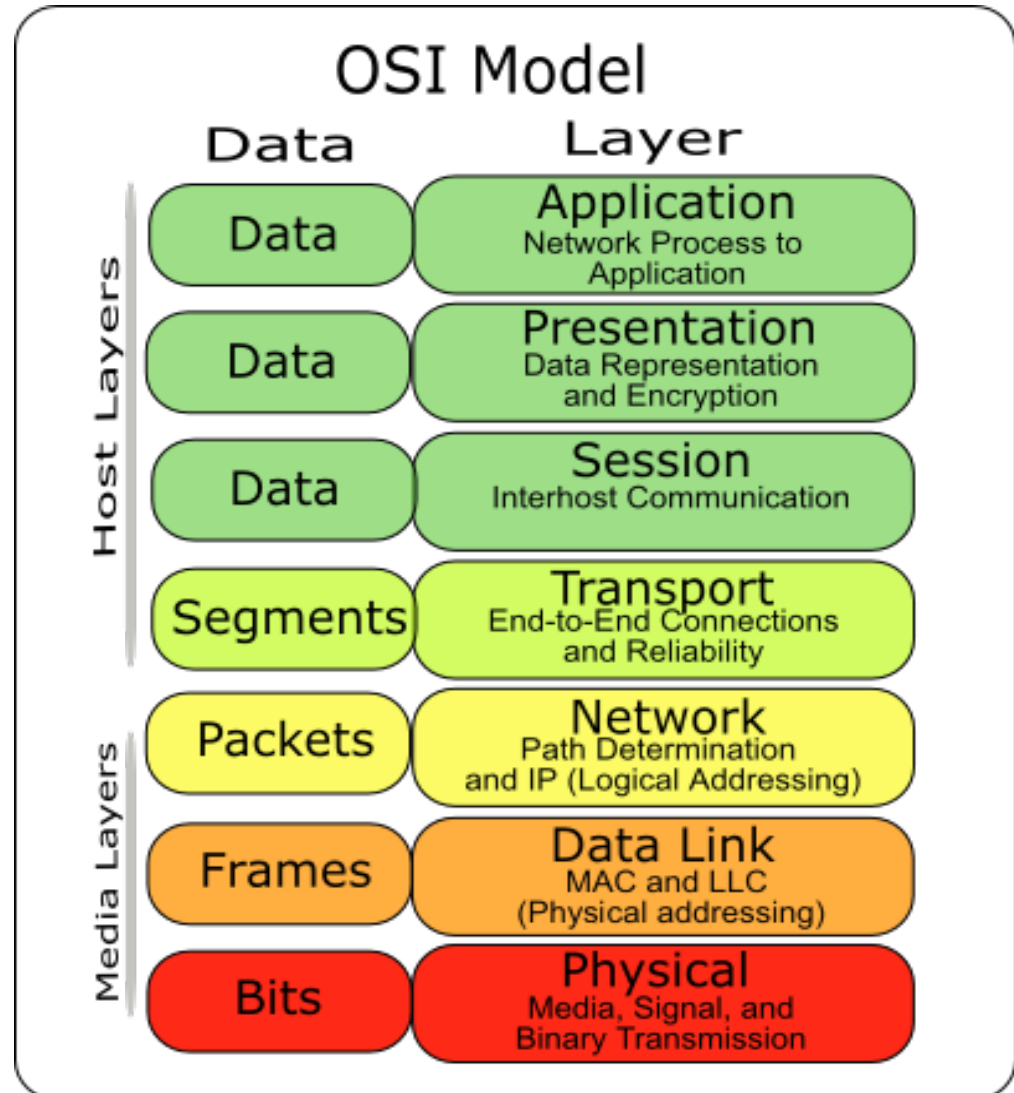 OSI Model
Data
Layer
Host Layers
Data
Application
Network Process to
Application
Data
Presentation
Data Representation
and Encryption
Data
Session
Interhost Communication
Segments
Transport
End-to-End Connections
and Reliability
Media Layers
Packets
Network
Path Determination
and IP (Logical Addressing)
Frames
Data Link
MAC and LLC
(Physical addressing)
Bits
Physical
Media, Signal, and
Binary Transmission